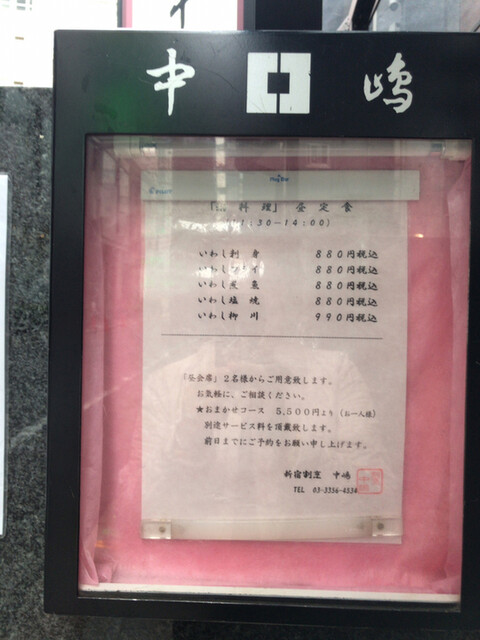 中 嶋
昼定食
いわし刺身 880円税込
いわしフライ 880円税込
いわし煮魚 880円税込
いわし塩焼 880円税込
いわし柳川 990円税込
「昼会席」2名様からご用意致します。
お気軽に、ご相談ください。
★おまかせコース 5,500円より（お一人様）
別途サービス料を頂戴致します。
前日までにご予約をお願い申し上げます。
新宿割烹 中嶋
TEL 03-3356-4534